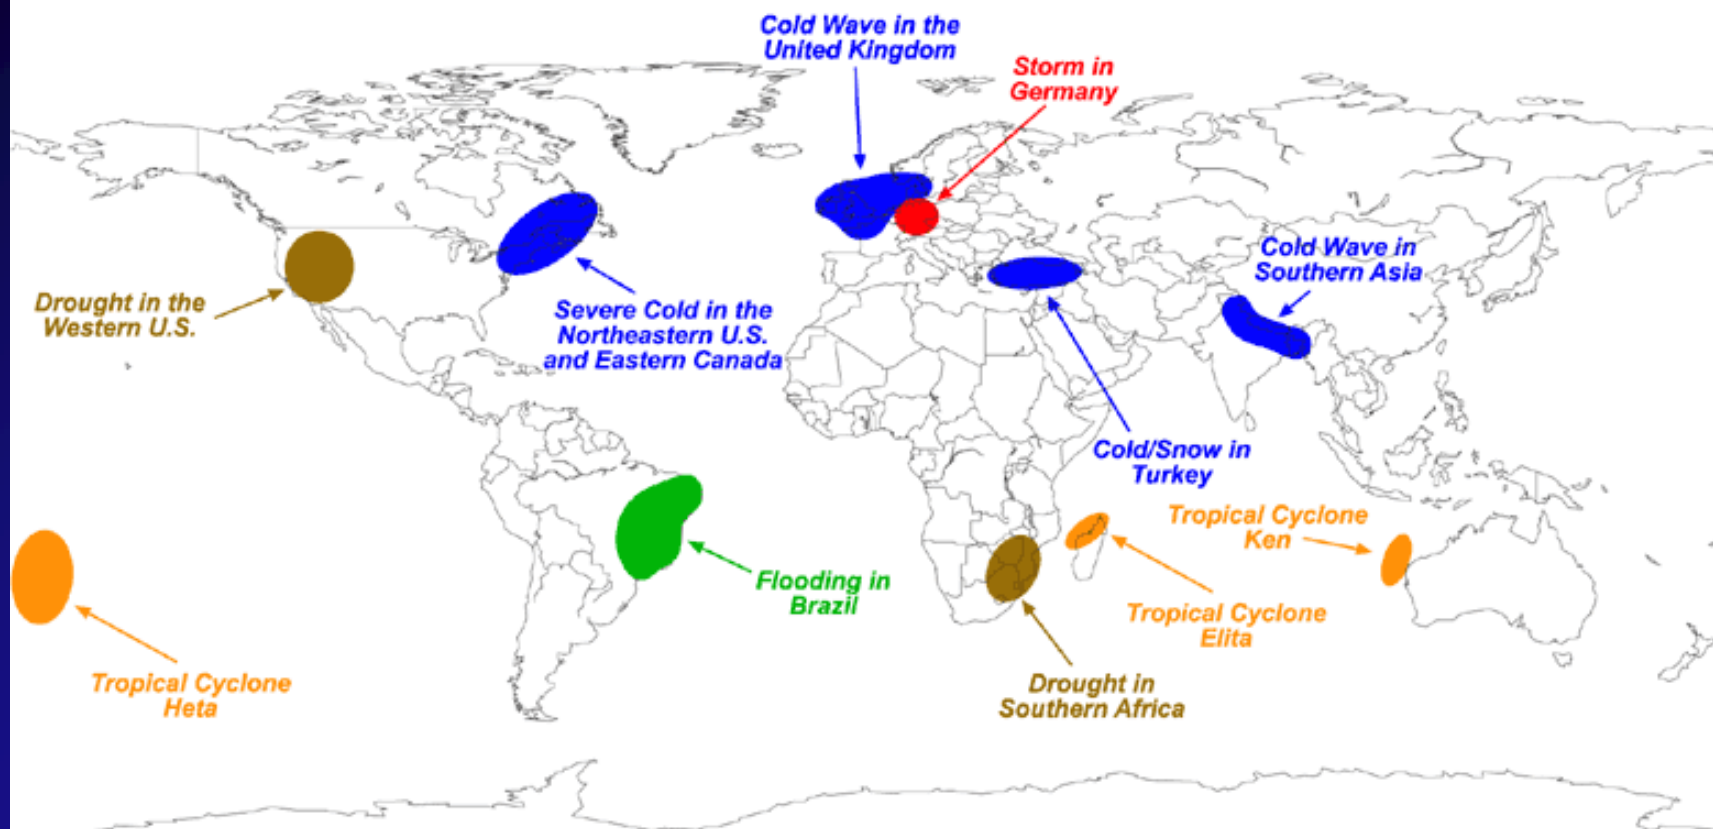 Cold Wave in the
United Kingdom
Storm in
Germany
Cold Wave in
Southern Asia
Drought in the
Western U.S.
Severe Cold in the
Northeastern U.S.
and Eastern Canada
Cold/Snow in
Turkey
Tropical Cyclone
Ken
Flooding in
Brazil
Tropical Cyclone
Elita
Tropical Cyclone
Heta
Drought in
Southern Africa